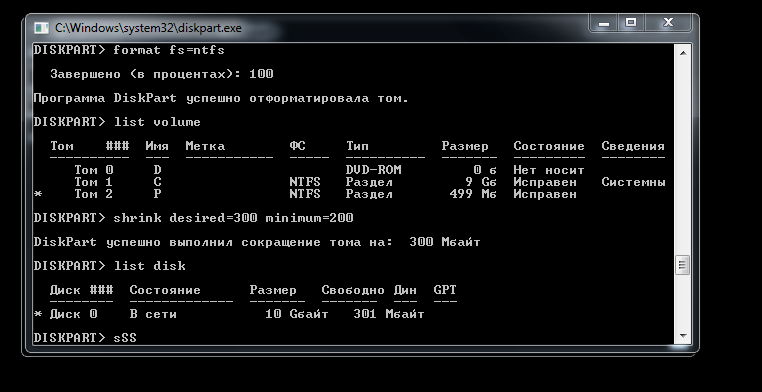 C:\Windows\system32\diskpart.exe
DISKPART> format fs=ntfs
Завершено (в процентах): 100
Программа DiskPart успешно отформатировала том.
DISKPART> list volume
Том ### Имя Метка ФС Тип Размер Состояние Сведения
---------- --- ----------- ----- ---------- ------- --------- --------
Том 0 D DVD-ROM 0 б Нет носит
Том 1 C NTFS Раздел 9 Gб Исправен Системны
* Том 2 P NTFS Раздел 499 Мб Исправен
DISKPART> shrink desired=300 minimum=200
DiskPart успешно выполнил сокращение тома на: 300 Мбайт
DISKPART> list disk
Диск ### Состояние Размер Свободно Дин GPT
-------- ------------- ------- ------- --- ---
* Диск 0 В сети 10 Gбайт 301 Мбайт
DISKPART> sSS